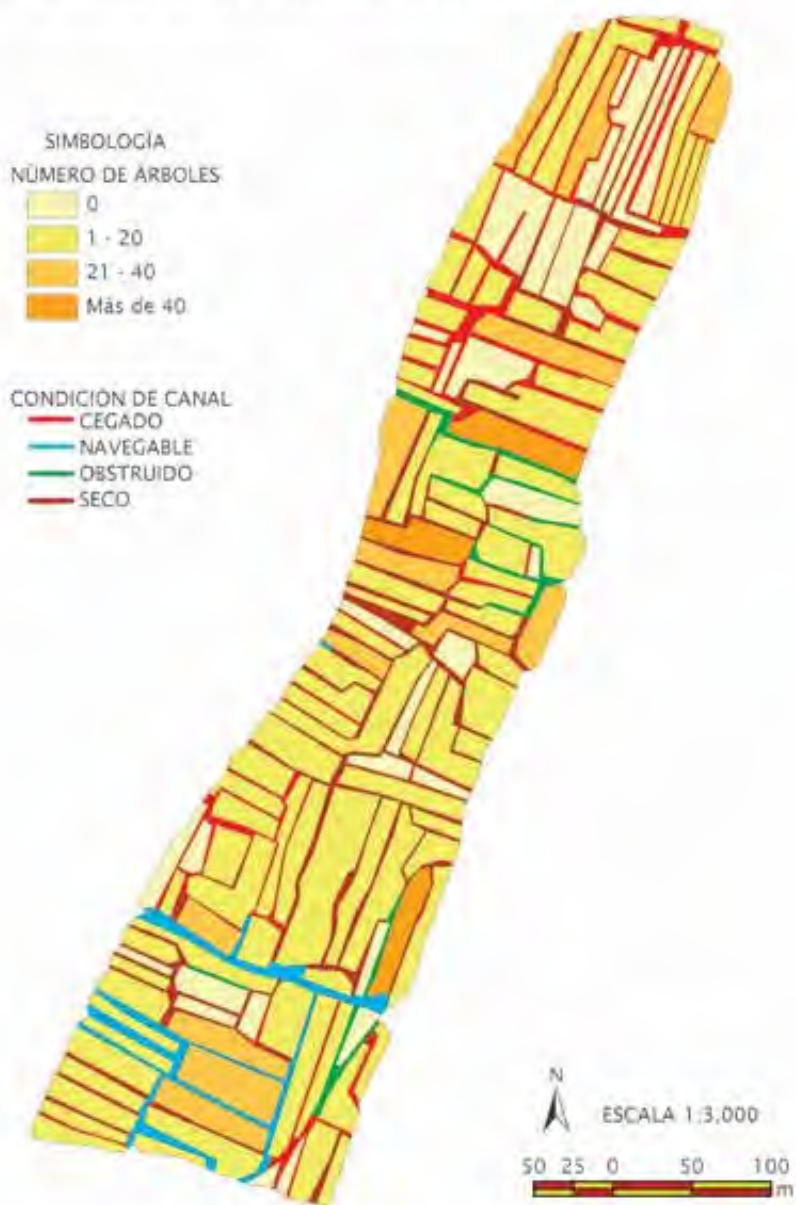 SIMBOLOGÍA
NÚMERO DE ÁRBOLES
0
1 - 20
21 - 40
Más de 40
CONDICIÓN DE CANAL
CEGADO
NAVEGABLE
OBSTRUIDO
SECO
N
ESCALA 1:3,000
50 25 0 50 100
m